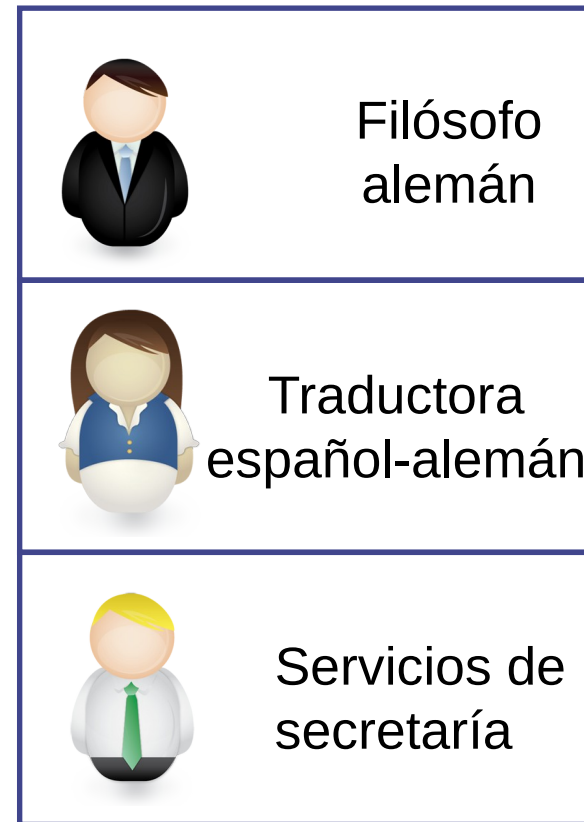 Filósofo
alemán
Traductora
español-alemán
Servicios de
secretaría